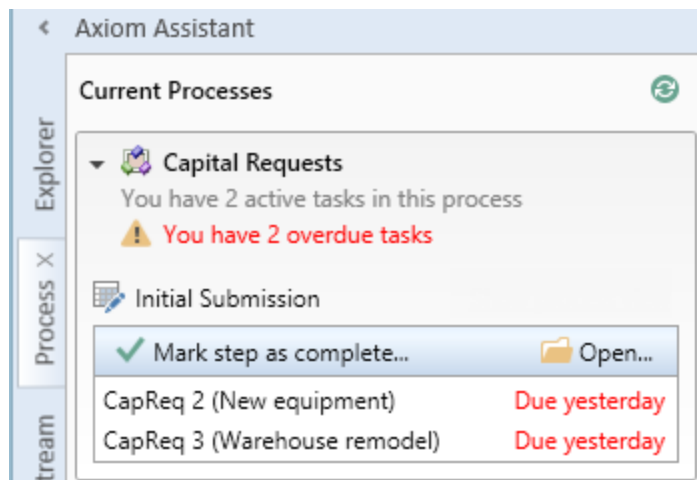 Axiom Assistant
Current Processes
Explorer
Capital Requests
You have 2 active tasks in this process
You have 2 overdue tasks
Process X
Initial Submission
Mark step as complete... Open...
CapReq 2 (New equipment) Due yesterday
CapReq 3 (Warehouse remodel) Due yesterday